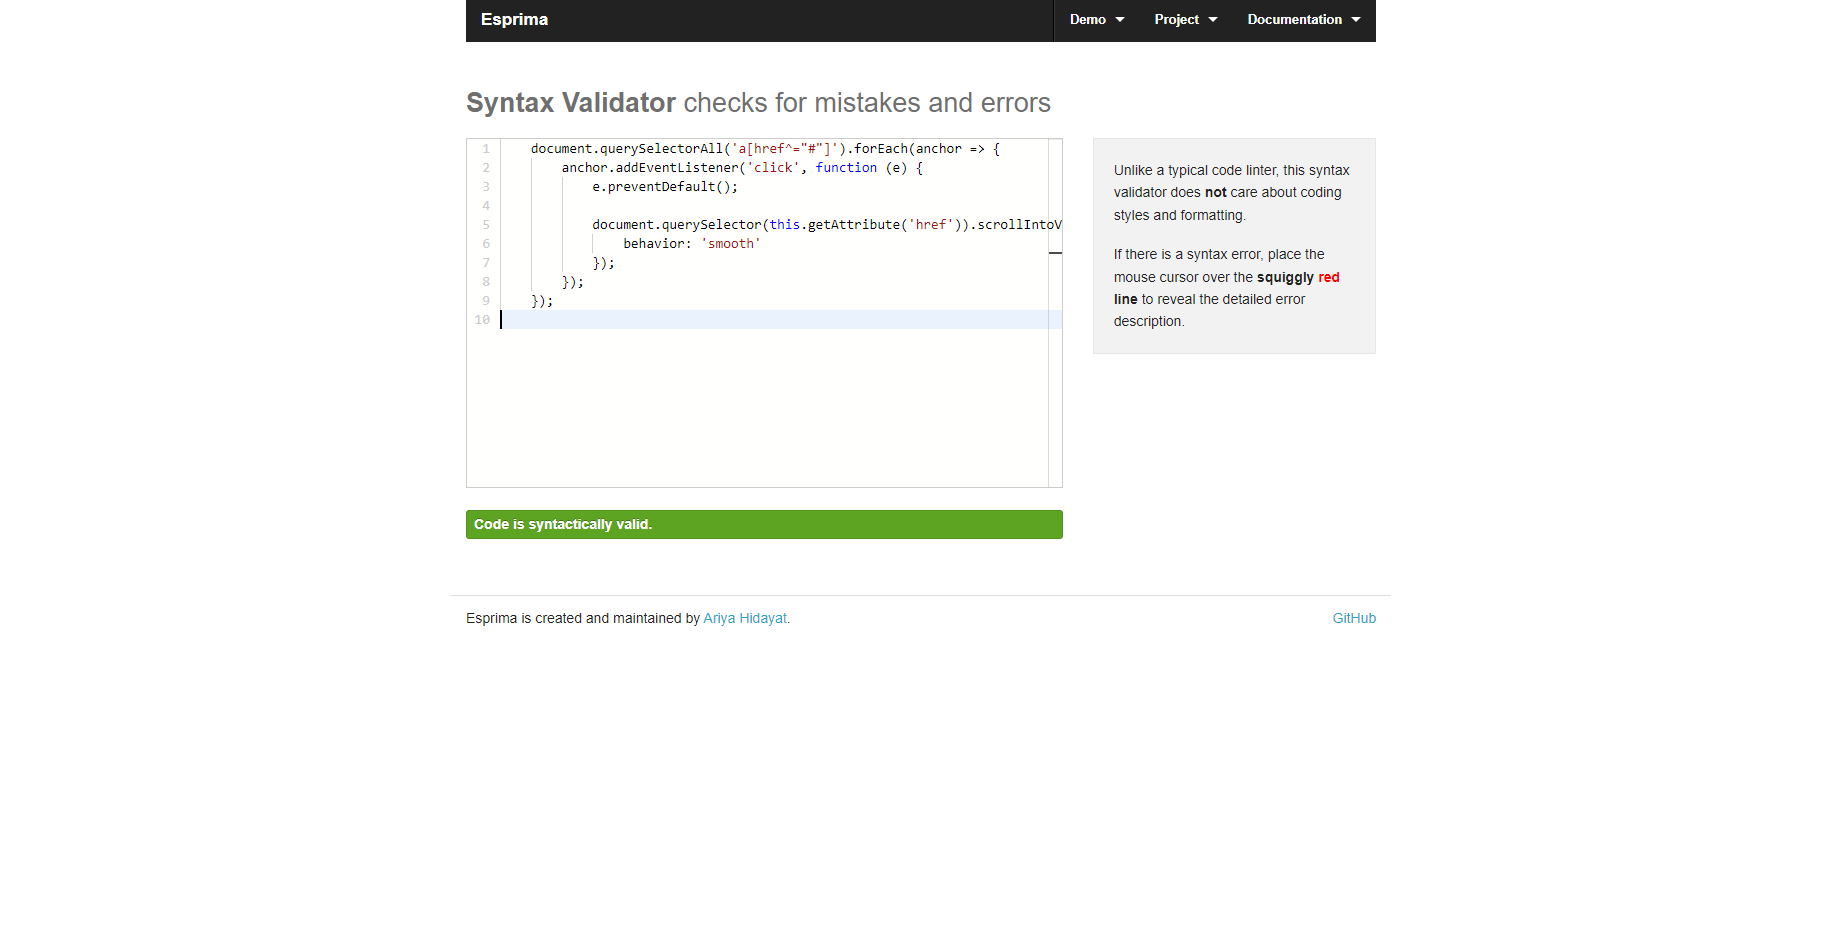 Esprima
Demo
Project
Documentation
Syntax Validator checks for mistakes and errors
1 document.querySelectorAll('a[href^="#"]').forEach(anchor => {
2 anchor.addEventListener('click', function (e) {
3 e.preventDefault();
4
5 document.querySelector(this.getAttribute('href')).scrollIntoV
6 behavior: 'smooth'
7 });
8 });
9 });
10
Unlike a typical code linter, this syntax
validator does not care about coding
styles and formatting.
If there is a syntax error, place the
mouse cursor over the squiggly red
line to reveal the detailed error
description.
Code is syntactically valid.
Esprima is created and maintained by Ariya Hidayat.
GitHub